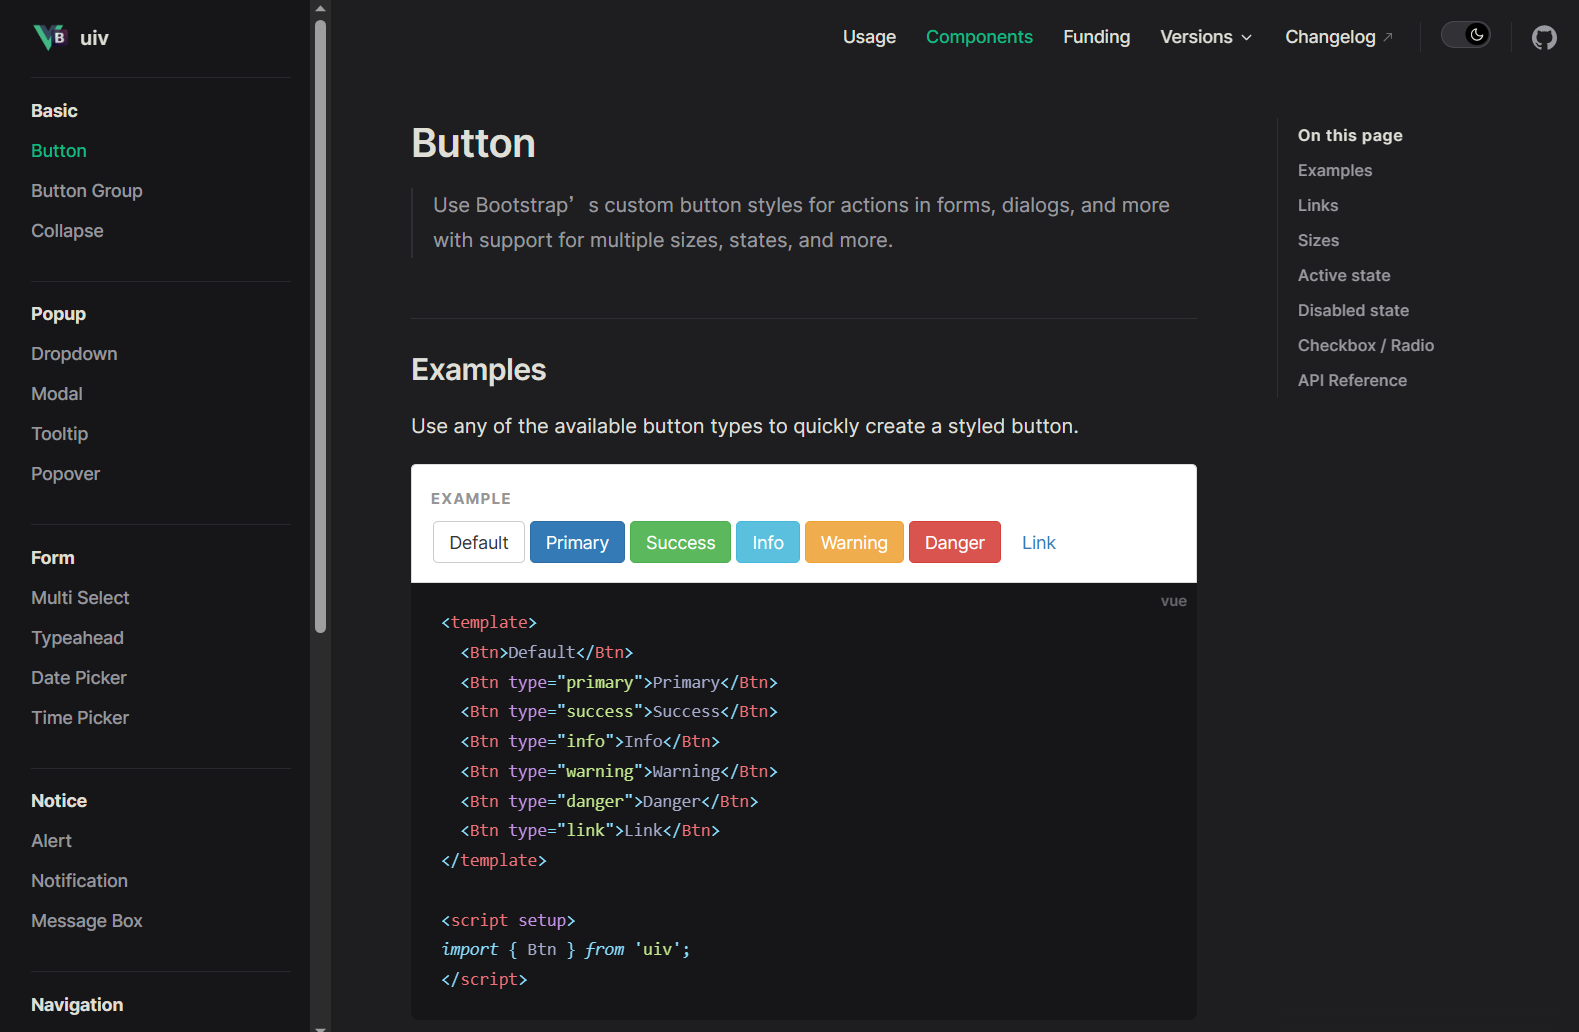 uiv
Usage
Components
Funding
Versions
Changelog
Basic
Button
Button Group
Collapse
Popup
Dropdown
Modal
Tooltip
Popover
Form
Multi Select
Typeahead
Date Picker
Time Picker
Notice
Alert
Notification
Message Box
Navigation
Button
Use Bootstrap’s custom button styles for actions in forms, dialogs, and more
with support for multiple sizes, states, and more.
Examples
Use any of the available button types to quickly create a styled button.
EXAMPLE
Default Primary Success Info Warning Danger Link
vue
<template>
  <Btn>Default</Btn>
  <Btn type="primary">Primary</Btn>
  <Btn type="success">Success</Btn>
  <Btn type="info">Info</Btn>
  <Btn type="warning">Warning</Btn>
  <Btn type="danger">Danger</Btn>
  <Btn type="link">Link</Btn>
</template>
<script setup>
import { Btn } from 'uiv';
</script>
On this page
Examples
Links
Sizes
Active state
Disabled state
Checkbox / Radio
API Reference